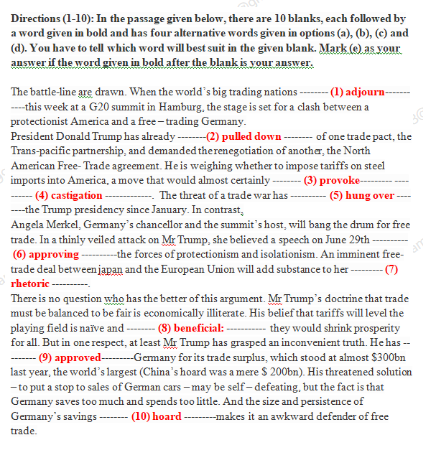 Directions (1-10): In the passage given below, there are 10 blanks, each followed by
a word given in bold and has four alternative words given in options (a), (b), (c) and
(d). You have to tell which word will best suit in the given blank. Mark (e) as your
answer if the word given in bold after the blank is your answer.
The battle-line are drawn. When the world's big trading nations -------- (1) adjourn-------
----this week at a G20 summit in Hamburg, the stage is set for a clash between a
protectionist America and a free – trading Germany.
President Donald Trump has already --------(2) pulled down -------- of one trade pact, the
Trans-pacific partnership, and demanded the renegotiation of another, the North
American Free- Trade agreement. He is weighing whether to impose tariffs on steel
imports into America, a move that would almost certainly -------- (3) provoke--------- ----
------ (4) castigation -------------. The threat of a trade war has ---------- (5) hung over ----
----the Trump presidency since January. In contrast,
Angela Merkel, Germany's chancellor and the summit's host, will bang the drum for free
trade. In a thinly veiled attack on Mr Trump, she believed a speech on June 29th ----------
(6) approving ----------the forces of protectionism and isolationism. An imminent free-
trade deal between japan and the European Union will add substance to her --------- (7)
rhetoric ----------.
There is no question who has the better of this argument. Mr Trump's doctrine that trade
must be balanced to be fair is economically illiterate. His belief that tariffs will level the
playing field is naïve and -------- (8) beneficial: ----------- they would shrink prosperity
for all. But in one respect, at least Mr Trump has grasped an inconvenient truth. He has --
------- (9) approved---------Germany for its trade surplus, which stood at almost $300bn
last year, the world's largest (China's hoard was a mere $ 200bn). His threatened solution
– to put a stop to sales of German cars – may be self – defeating, but the fact is that
Germany saves too much and spends too little. And the size and persistence of
Germany's savings -------- (10) hoard ---------makes it an awkward defender of free
trade.